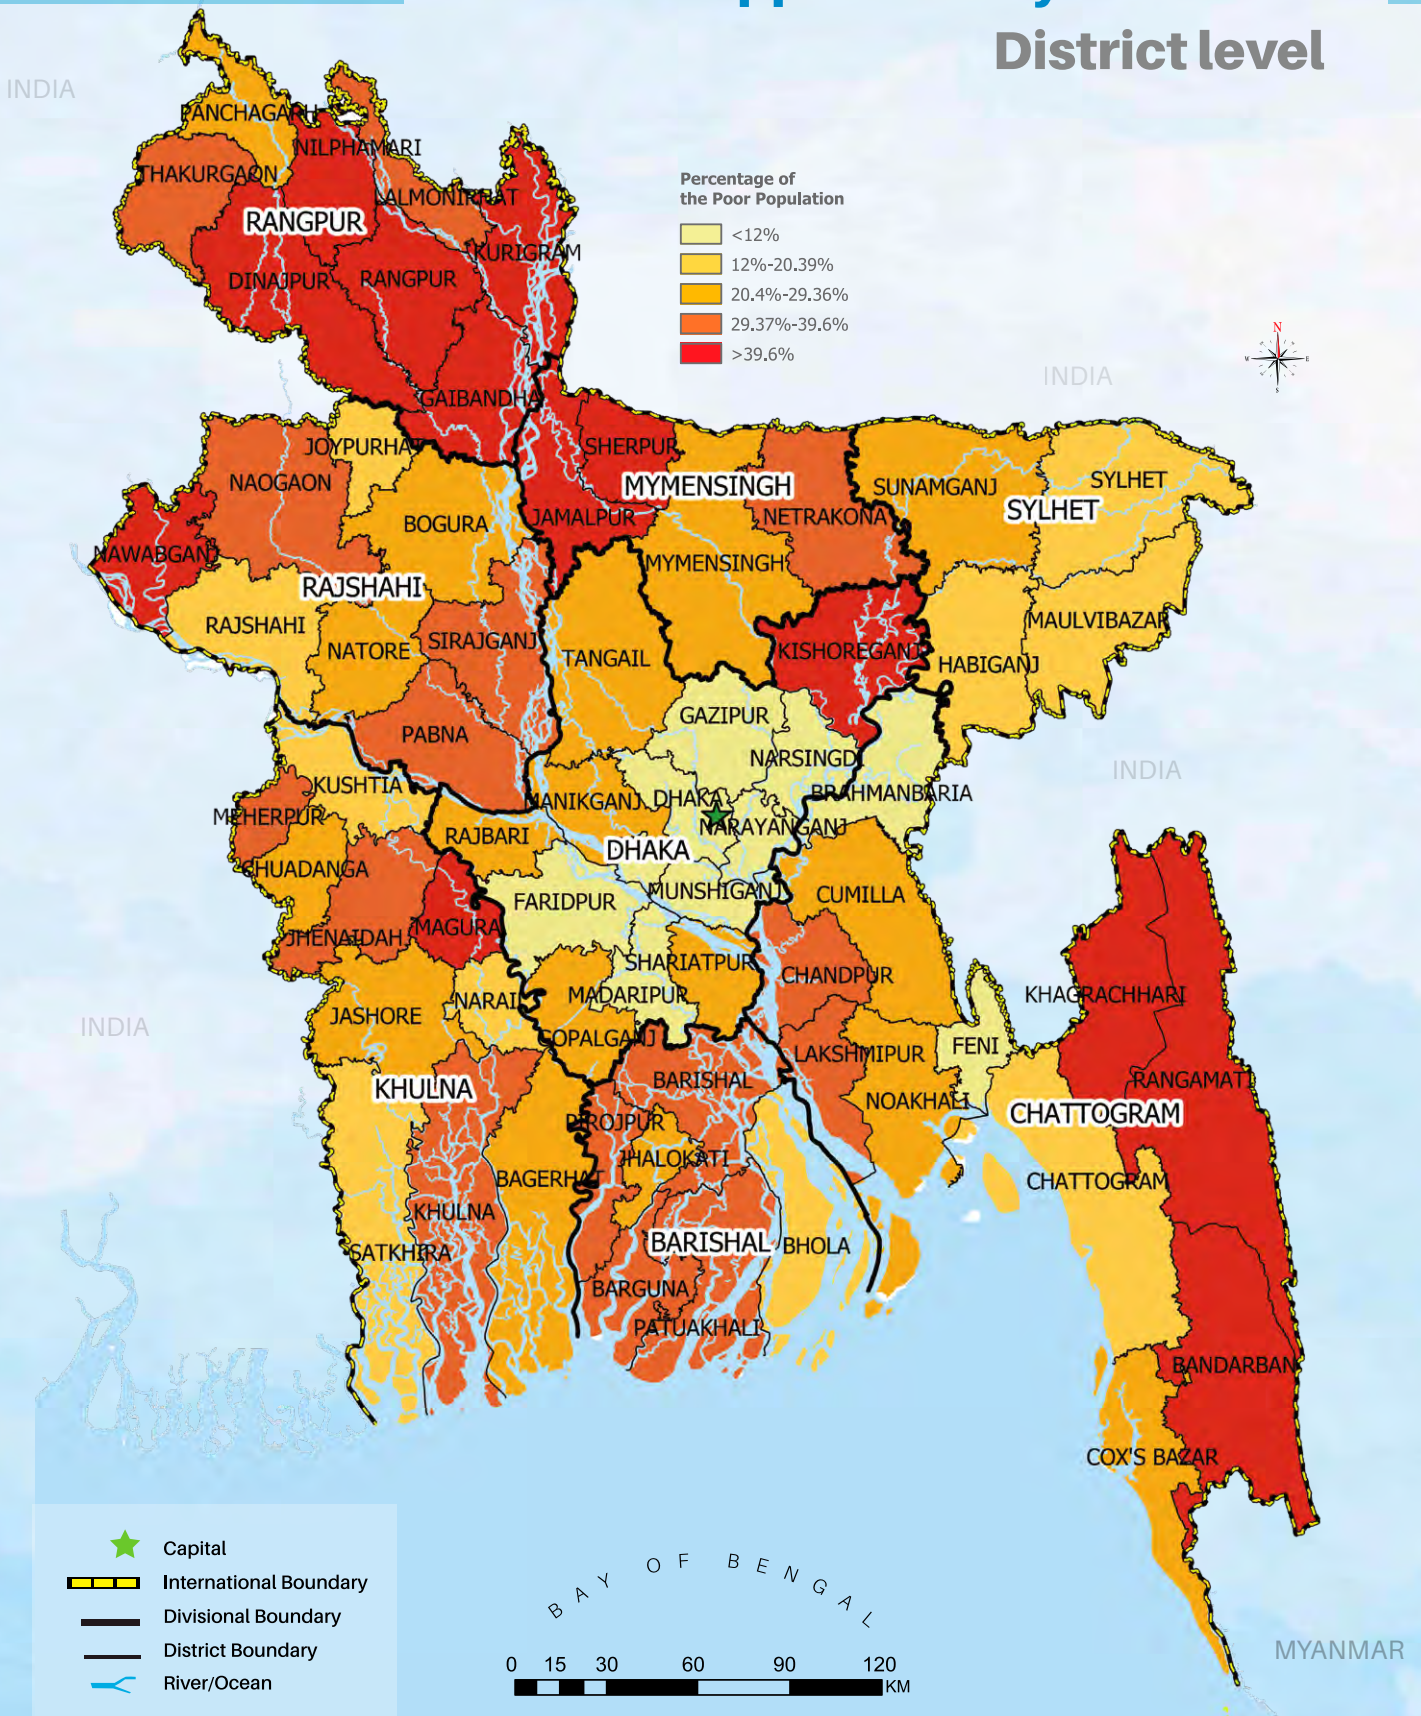 District level
INDIA
PANCHAGARH
NILPHAMARI
THAKURGAON
LALMONIRHAT
RANGPUR
KURIGRAM
DINAJPUR
RANGPUR
GAIBANDHA
Percentage of
the Poor Population
<12%
12%-20.39%
20.4%-29.36%
29.37%-39.6%
>39.6%
N
W
E
S
INDIA
JOYPURHAT
SHERPUR
NAOGAON
MYMENSINGH
SUNAMGANJ
SYLHET
SYLHET
BOGURA
JAMALPUR
NETRAKONA
NAWABGANJ
MYMENSINGH
RAJSHAHI
RAJSHAHI
NATORE
SIRAJGANJ
TANGAIL
KISHOREGANJ
HABIGANJ
MAULVIBAZAR
PABNA
GAZIPUR
NARSINGDI
INDIA
KUSHTIA
MANIKGANJ
DHAKA
BRAHMANBARIA
MEHERPUR
RAJBARI
NARAYANGANJ
DHAKA
CHUADANGA
FARIDPUR
MUNSHIGANJ
CUMILLA
JHENAIDAH
MAGURA
SHARIATPUR
CHANDPUR
JASHORE
NARAIL
MADARIPUR
KHAGRACHHARI
INDIA
GOPALGANJ
LAKSHMIPUR
FENI
KHULNA
BARISHAL
RANGAMATI
NOAKHALI
CHATTOGRAM
PIROJPUR
JHALOKATI
BAGERHAT
CHATTOGRAM
KHULNA
SATKHIRA
BARISHAL
BHOLA
BARGUNA
PATUAKHALI
BANDARBAN
COX'S BAZAR
Capital
International Boundary
Divisional Boundary
District Boundary
River/Ocean
BAY OF BENGAL
0 15 30 60 90 120
KM
MYANMAR